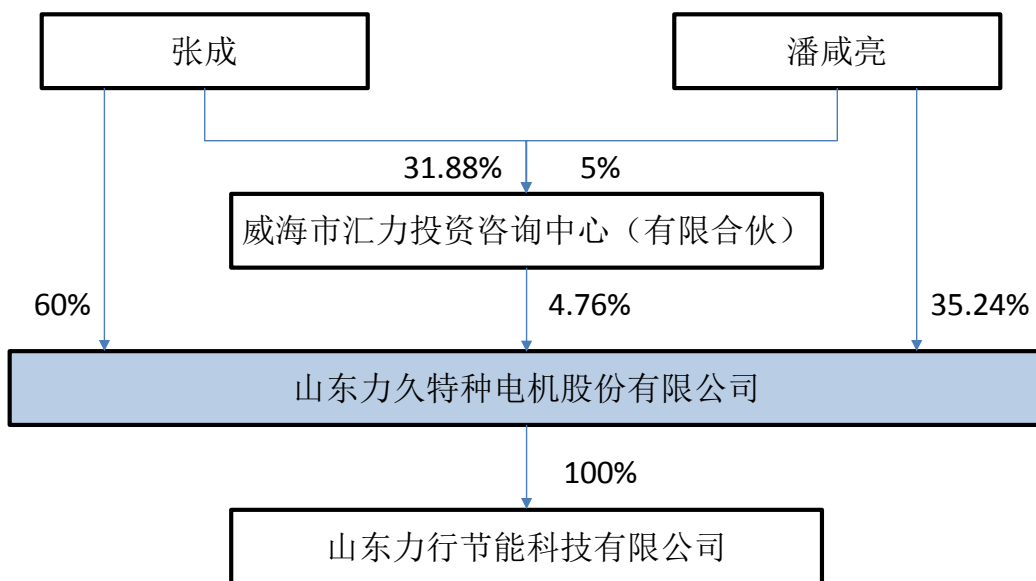 张成
潘咸亮
31.88%
5%
威海市汇力投资咨询中心（有限合伙）
60%
4.76%
35.24%
山东力久特种电机股份有限公司
100%
山东力行节能科技有限公司